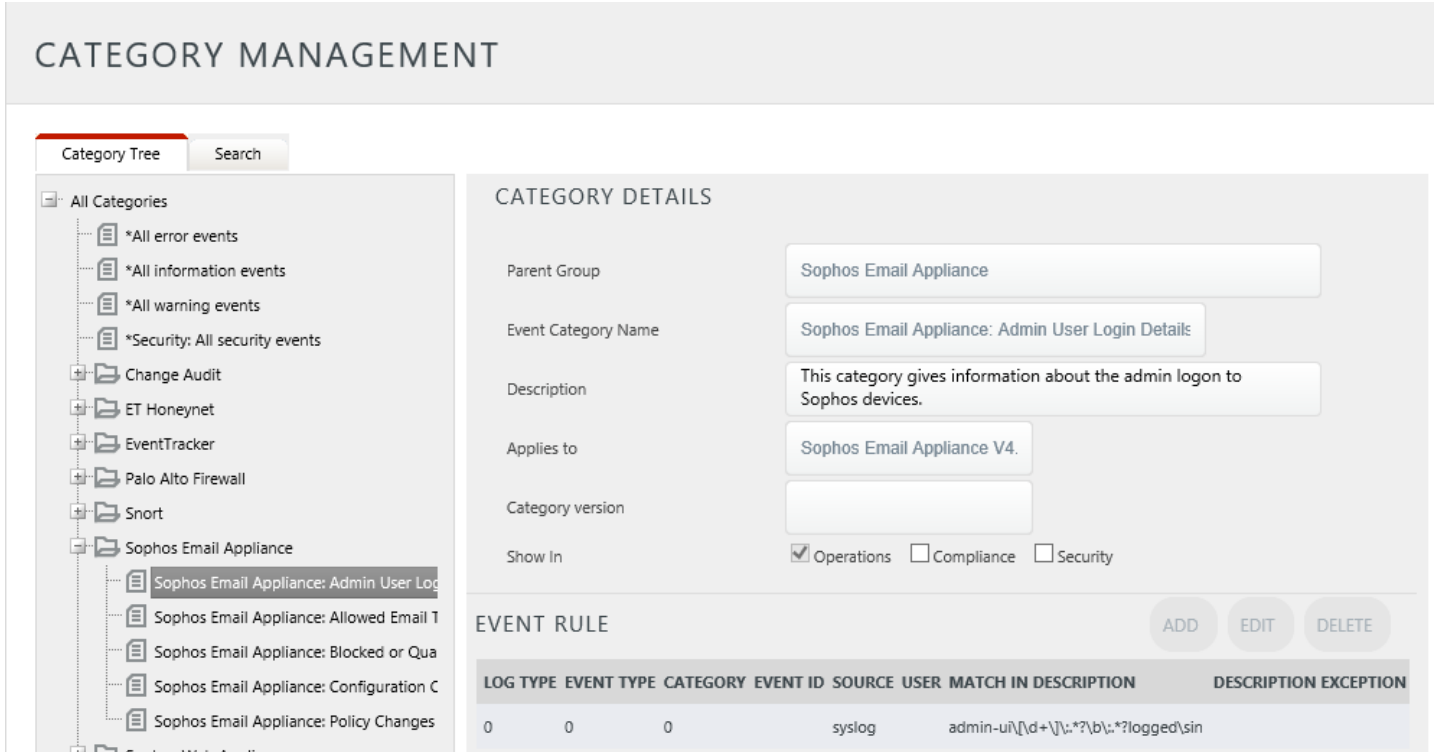 CATEGORY MANAGEMENT
Category Tree
Search
All Categories
*All error events
*All information events
*All warning events
*Security: All security events
Change Audit
ET Honeynet
EventTracker
Palo Alto Firewall
Snort
Sophos Email Appliance
Sophos Email Appliance: Admin User Log
Sophos Email Appliance: Allowed Email T
Sophos Email Appliance: Blocked or Qua
Sophos Email Appliance: Configuration C
Sophos Email Appliance: Policy Changes
CATEGORY DETAILS
Parent Group
Sophos Email Appliance
Event Category Name
Sophos Email Appliance: Admin User Login Details
Description
This category gives information about the admin logon to
Sophos devices.
Applies to
Sophos Email Appliance V4.
Category version
Show In
Operations Compliance Security
EVENT RULE
ADD EDIT DELETE
LOG TYPE EVENT TYPE CATEGORY EVENT ID SOURCE USER MATCH IN DESCRIPTION DESCRIPTION EXCEPTION
0 0 0 syslog admin-ui\[\d+\]\:.*?\b\:.*?logged\sin